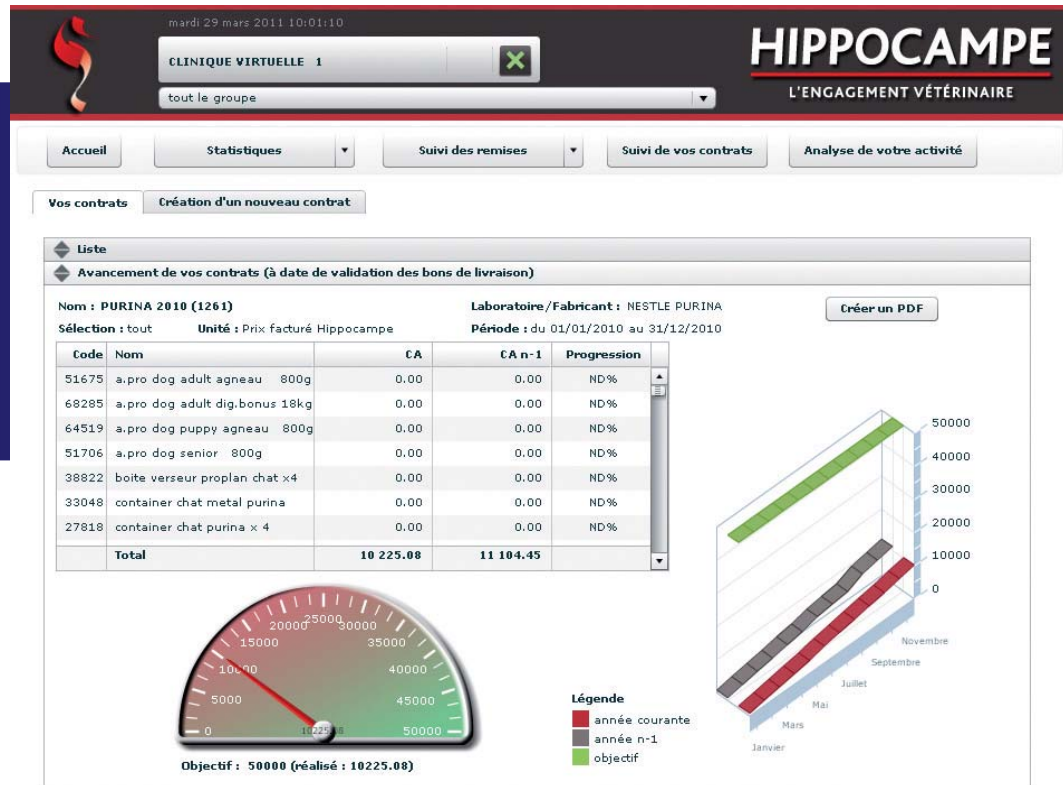 mardi 29 mars 2011 10:01:10
CLINIQUE VIRTUELLE 1
tout le groupe
HIPPOCAMPE
L'ENGAGEMENT VÉTÉRINAIRE
Accueil Statistiques Suivi des remises Suivi de vos contrats Analyse de votre activité
Vos contrats Création d'un nouveau contrat
Liste
Avancement de vos contrats (à date de validation des bons de livraison)
Nom : PURINA 2010 (1261) Laboratoire/Fabricant : NESTLE PURINA Créer un PDF
Sélection : tout Unité : Prix facturé Hippocampe Période : du 01/01/2010 au 31/12/2010
Code Nom CA CA n-1 Progression
51675 a.pro dog adult agneau 800g 0.00 0.00 ND%
68285 a.pro dog adult dig.bonus 18kg 0.00 0.00 ND%
64519 a.pro dog puppy agneau 800g 0.00 0.00 ND%
51706 a.pro dog senior 800g 0.00 0.00 ND%
38822 boite verseur proplan chat x4 0.00 0.00 ND%
33048 container chat metal purina 0.00 0.00 ND%
27818 container chat purina x 4 0.00 0.00 ND%
Total 10 225.08 11 104.45
0
5000
10000
15000
20000
25000
30000
35000
40000
45000
50000
10225.08
Objectif : 50000 (réalisé : 10225.08)
Légende
année courante
année n-1
objectif
50000
40000
30000
20000
10000
0
Novembre
Septembre
Juillet
Mai
Mars
Janvier